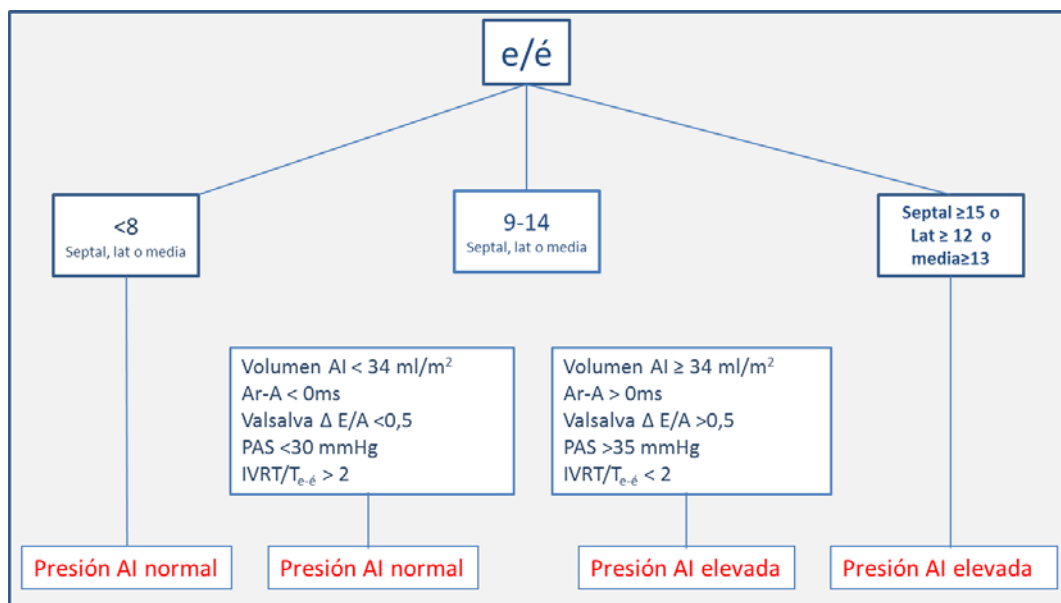 e/é
<8
Septal, lat o media
9-14
Septal, lat o media
Septal ≥15 o
Lat ≥ 12 o
media≥13
Volumen AI < 34 ml/m²
Ar-A < 0ms
Valsalva Δ E/A <0,5
PAS <30 mmHg
IVRT/Te-é > 2
Volumen AI ≥ 34 ml/m²
Ar-A > 0ms
Valsalva Δ E/A >0,5
PAS >35 mmHg
IVRT/Te-é < 2
Presión AI normal
Presión AI normal
Presión AI elevada
Presión AI elevada